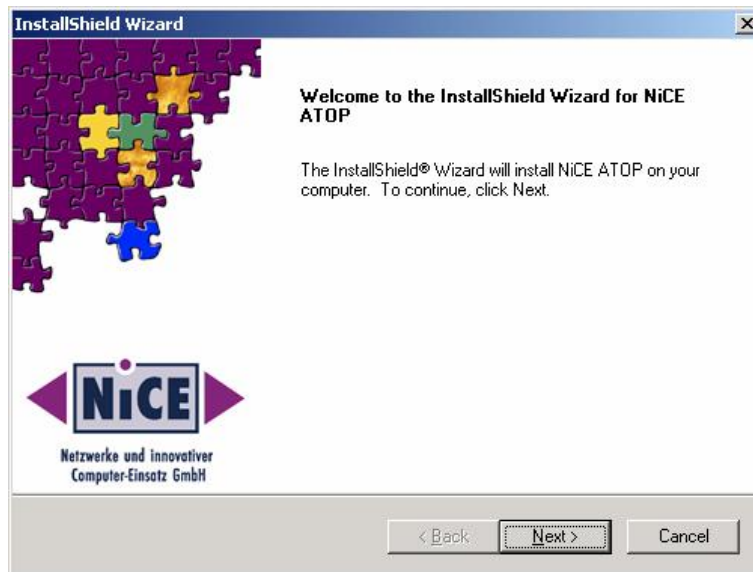 InstallShield Wizard
Welcome to the InstallShield Wizard for NiCE
ATOP
The InstallShield® Wizard will install NiCE ATOP on your
computer. To continue, click Next.
NiCE
Netzwerke und innovativer
Computer-Einsatz GmbH
< Back
Next >
Cancel